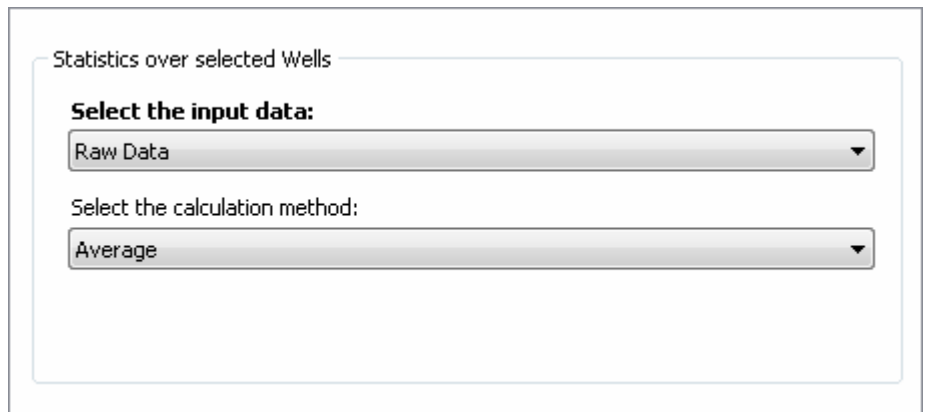 Statistics over selected Wells
Select the input data:
Raw Data
Select the calculation method:
Average